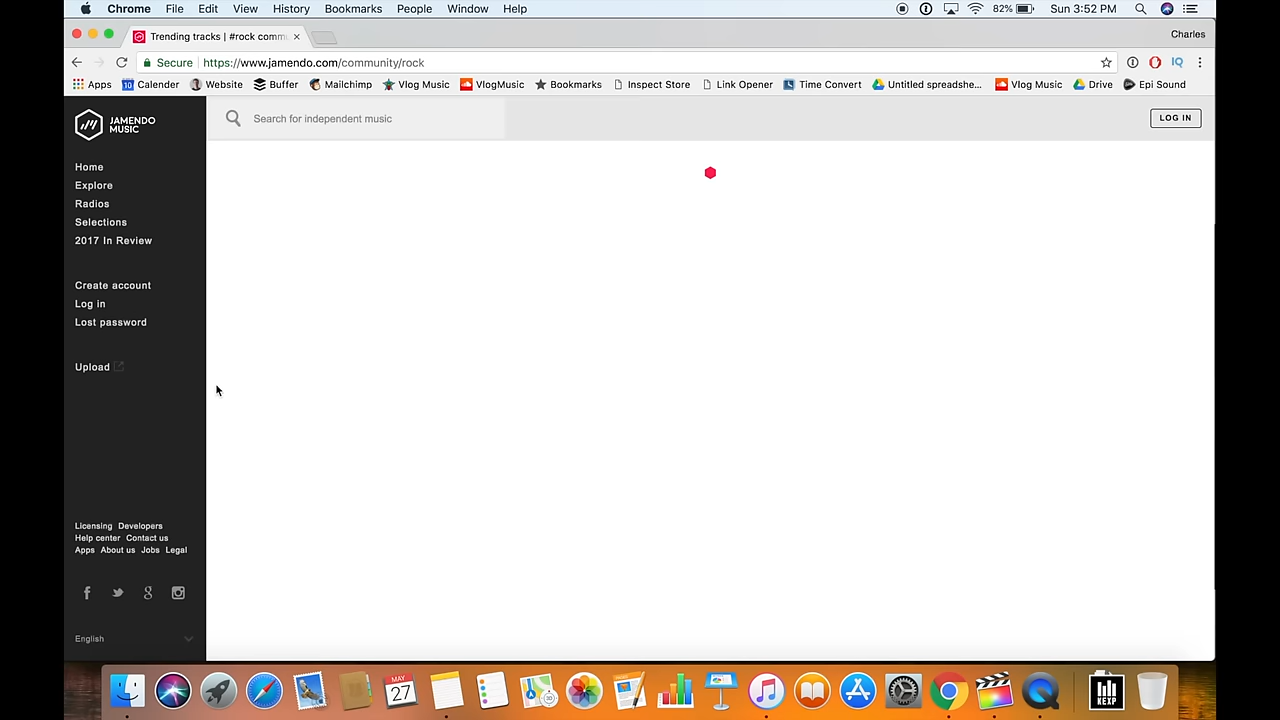 Chrome File Edit View History Bookmarks People Window Help 82% Sun 3:52 PM
Trending tracks | #rock comm
Charles
Secure https://www.jamendo.com/community/rock
Apps 10 Calender Website Buffer Mailchimp Vlog Music VlogMusic Bookmarks Inspect Store Link Opener Time Convert Untitled spreadshe... Vlog Music Drive Epi Sound
JAMENDO
MUSIC
Search for independent music
LOG IN
Home
Explore
Radios
Selections
2017 In Review
Create account
Log in
Lost password
Upload
Licensing Developers
Help center Contact us
Apps About us Jobs Legal
English
MAY
27
KEXP